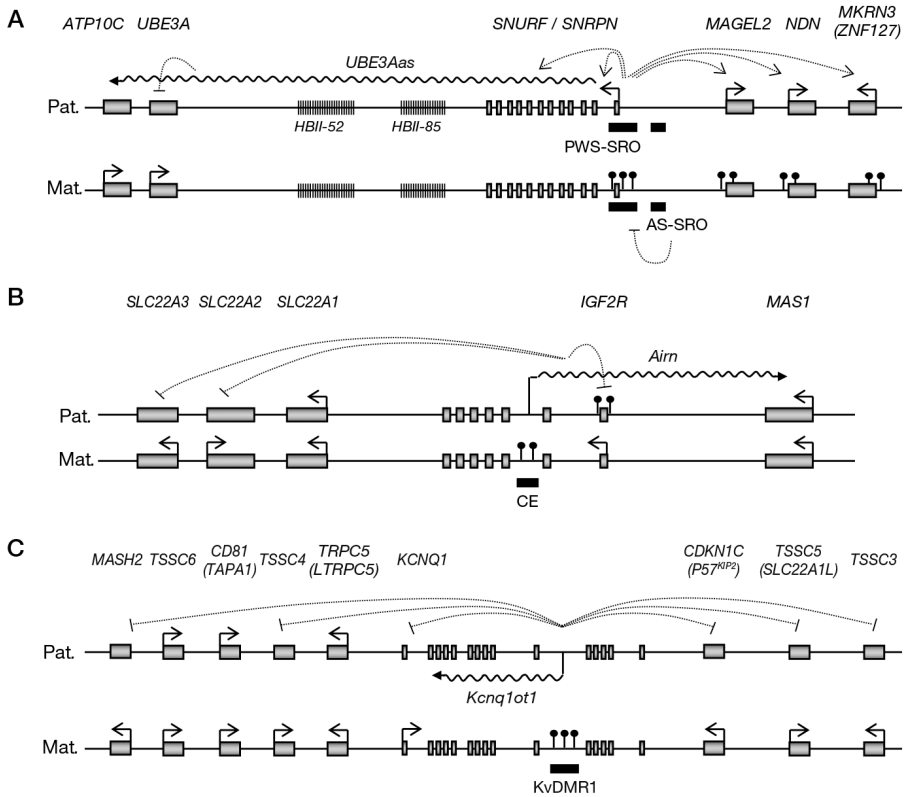 A
ATP10C UBE3A SNURF / SNRPN MAGEL2 NDN MKRN3
(ZNF127)
UBE3Aas
Pat.
HBII-52 HBII-85
PWS-SRO
Mat.
AS-SRO
B
SLC22A3 SLC22A2 SLC22A1 IGF2R MAS1
Airn
Pat.
Mat.
CE
C
MASH2 TSSC6 CD81 TSSC4 TRPC5 KCNQ1 CDKN1C TSSC5 TSSC3
(TAPA1) (LTRPC5) (P57KIP2) (SLC22A1L)
Pat.
Kcnq1ot1
Mat.
KvDMR1